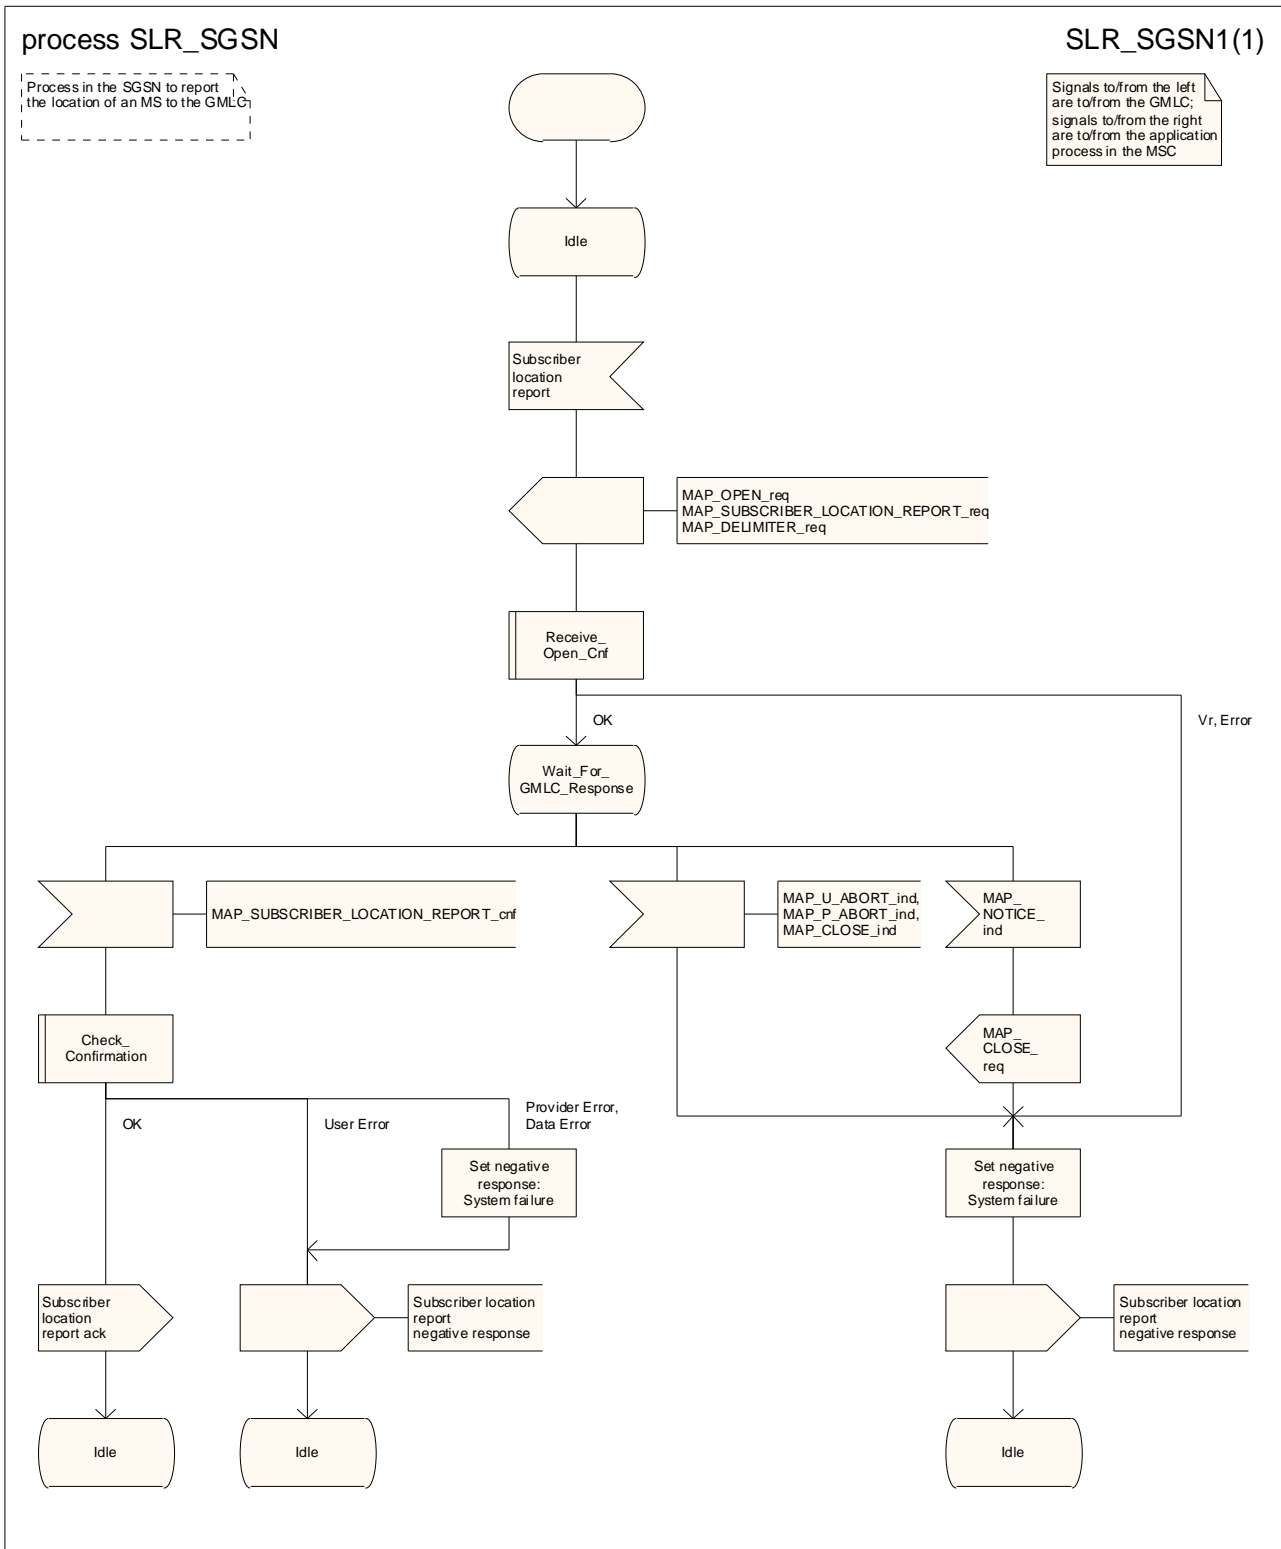 process SLR_SGSN
SLR_SGSN1(1)
Process in the SGSN to report
the location of an MS to the GMLC
Signals to/from the left
are to/from the GMLC;
signals to/from the right
are to/from the application
process in the MSC
Idle
Subscriber
location
report
MAP_OPEN_req
MAP_SUBSCRIBER_LOCATION_REPORT_req
MAP_DELIMITER_req
Receive_
Open_Cnf
OK
Vr, Error
Wait_For_
GMLC_Response
MAP_SUBSCRIBER_LOCATION_REPORT_cnf
MAP_U_ABORT_ind,
MAP_P_ABORT_ind,
MAP_CLOSE_ind
MAP_
NOTICE_
ind
Check_
Confirmation
MAP_
CLOSE_
req
OK
User Error
Provider Error,
Data Error
Set negative
response:
System failure
Set negative
response:
System failure
Subscriber
location
report ack
Subscriber location
report
negative response
Subscriber location
report
negative response
Idle
Idle
Idle